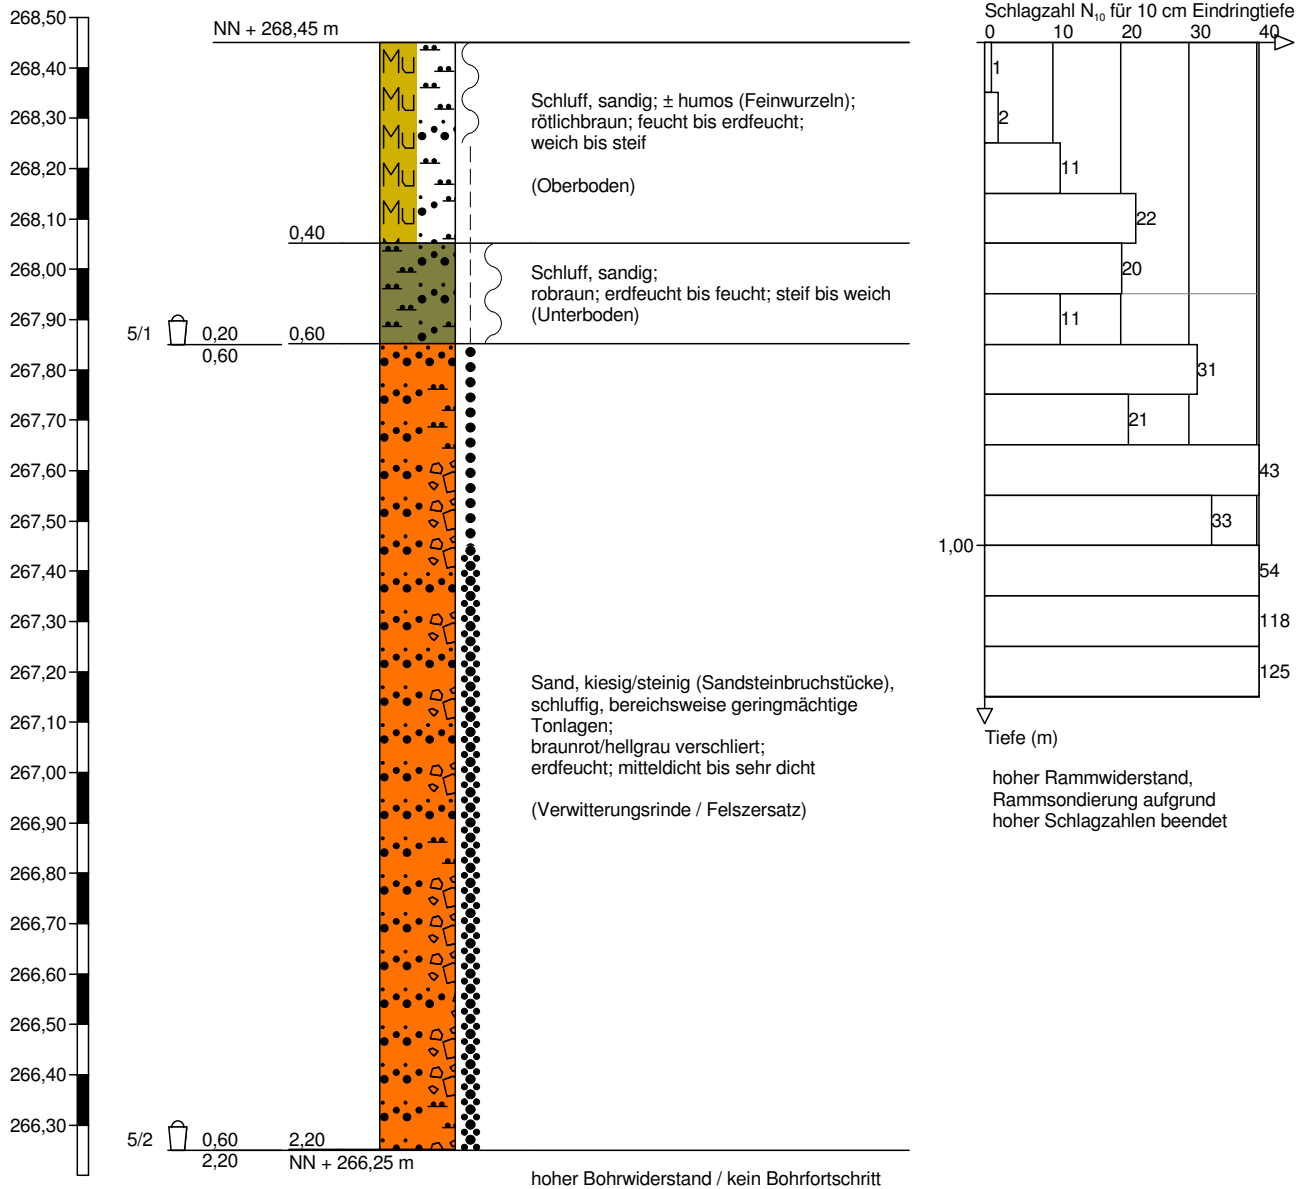 268,50
268,40
268,30
268,20
268,10
268,00
267,90
267,80
267,70
267,60
267,50
267,40
267,30
267,20
267,10
267,00
266,90
266,80
266,70
266,60
266,50
266,40
266,30
NN + 268,45 m
Mu
Mu
Mu
Mu
Mu
Schluff, sandig; ± humos (Feinwurzeln);
rötlichbraun; feucht bis erdfeucht;
weich bis steif
(Oberboden)
0,40
Schluff, sandig;
robraun; erdfeucht bis feucht; steif bis weich
(Unterboden)
5/1
0,20
0,60
0,60
Sand, kiesig/steinig (Sandsteinbruchstücke),
schluffig, bereichsweise geringmächtige
Tonlagen;
braunrot/hellgrau verschliert;
erdfeucht; mitteldicht bis sehr dicht
(Verwitterungsrinde / Felszersatz)
5/2
0,60
2,20
2,20
NN + 266,25 m
hoher Bohrwiderstand / kein Bohrfortschritt
Schlagzahl N₁₀ für 10 cm Eindringtiefe
0 10 20 30 40
1
2
11
22
20
11
31
21
43
33
1,00
54
118
125
Tiefe (m)
hoher Rammwiderstand,
Rammsondierung aufgrund
hoher Schlagzahlen beendet